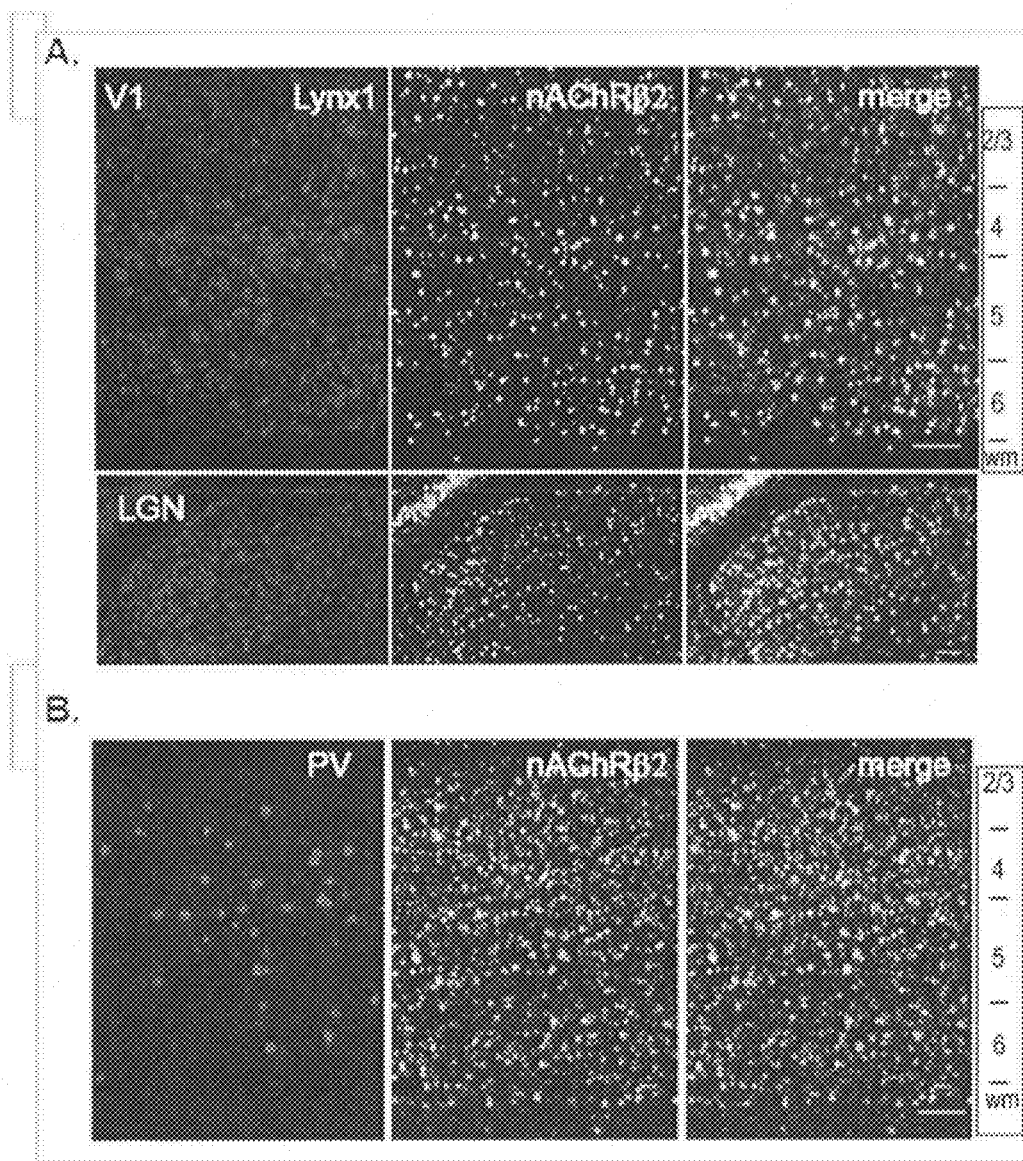 A.
V1 Lynx1 nAChRβ2 merge
2/3
4
5
6
wm
LGN
B.
PV nAChRβ2 merge
2/3
4
5
6
wm